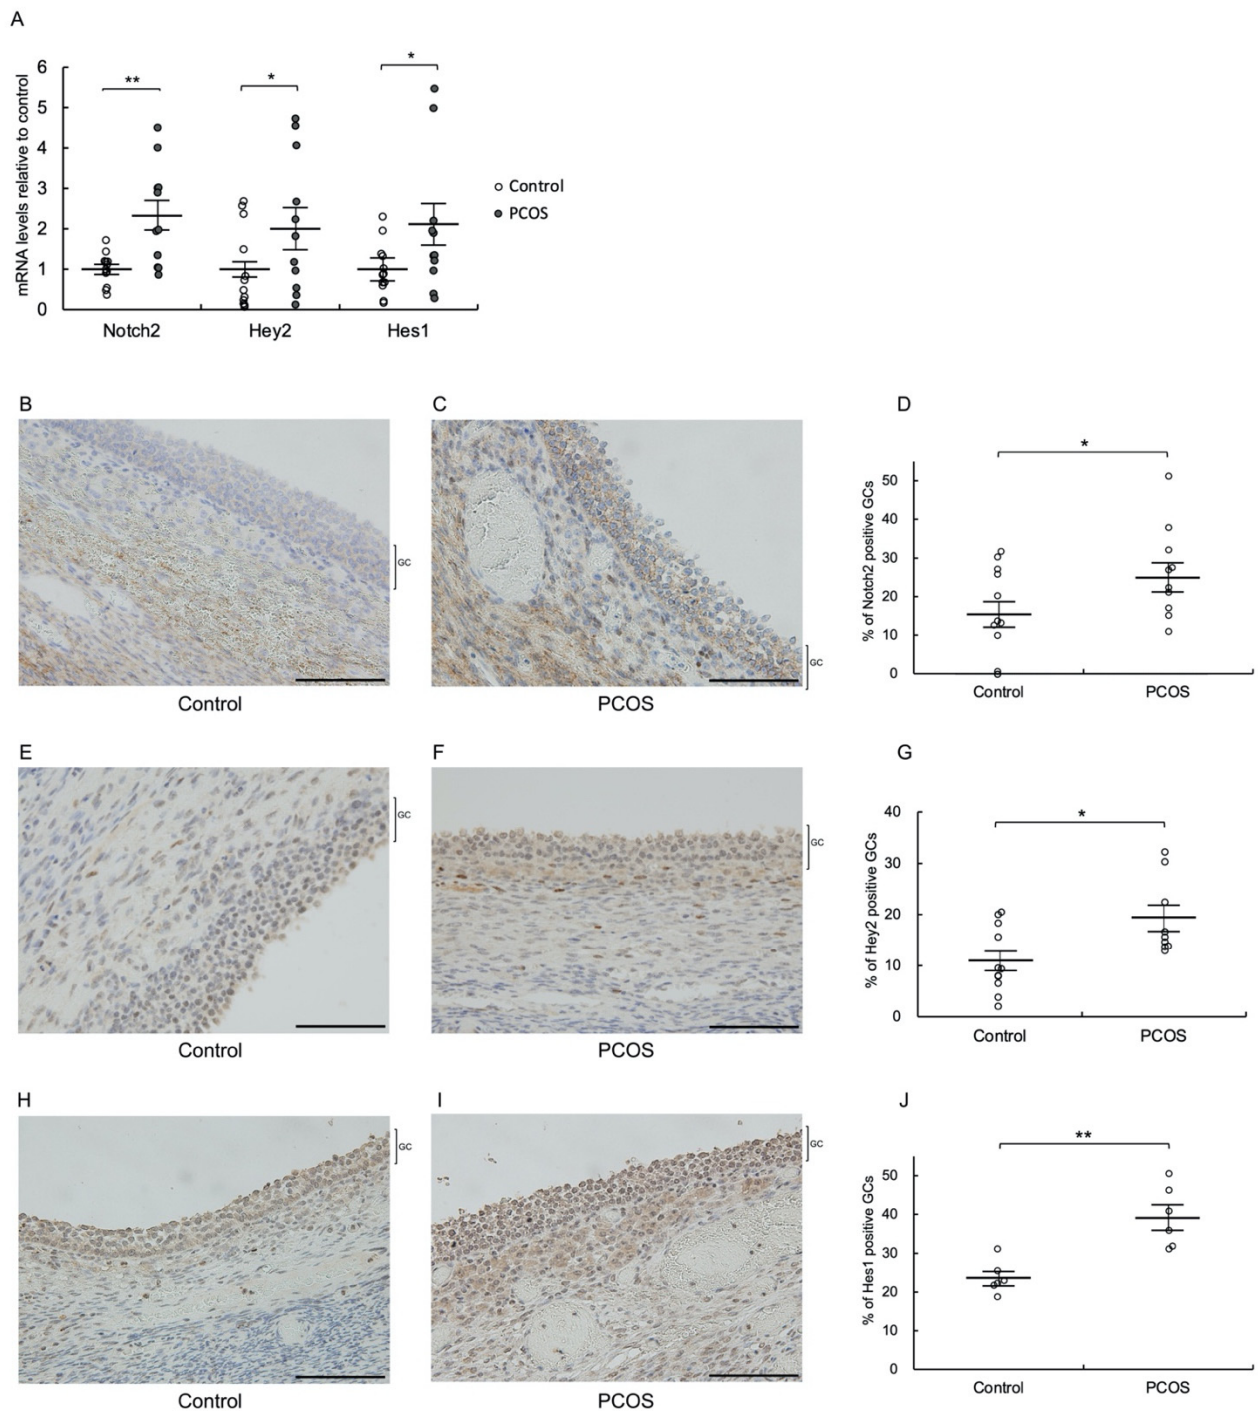 A
mRNA levels relative to control
6
5
4
3
2
1
0
**
*
*
Control
PCOS
Notch2
Hey2
Hes1
B
GC
Control
C
GC
PCOS
D
% of Notch2 positive GCs
50
40
30
20
10
0
*
Control
PCOS
E
GC
Control
F
GC
PCOS
G
% of Hey2 positive GCs
40
30
20
10
0
*
Control
PCOS
H
GC
Control
I
GC
PCOS
J
% of Hes1 positive GCs
50
40
30
20
10
0
**
Control
PCOS